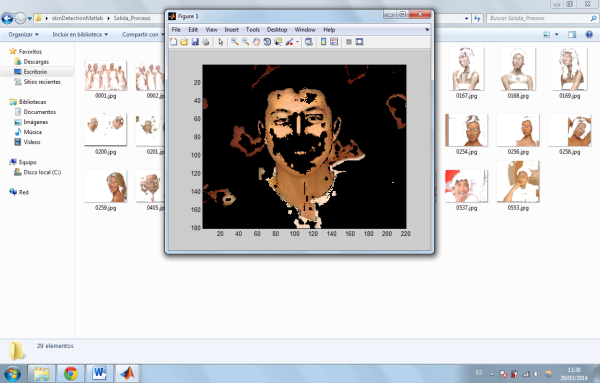 Figure 1
File Edit View Insert Tools Desktop Window Help
« skinDetectionMatlab ▸ Salida_Proceso
Buscar Salida_Proceso
Organizar Incluir en biblioteca Compartir con
Favoritos
Descargas
Escritorio
Sitios recientes
Bibliotecas
Documentos
Imágenes
Música
Vídeos
Equipo
Disco local (C:)
Red
0001.jpg 0002
0167.jpg 0168.jpg 0169.jpg
0200.jpg 0201
0254.jpg 0256.jpg 0258.jpg
0259.jpg 0405
0537.jpg 0553.jpg
20
40
60
80
100
120
140
160
180
20 40 60 80 100 120 140 160 180 200 220
29 elementos
ES
13:30
20/03/2014